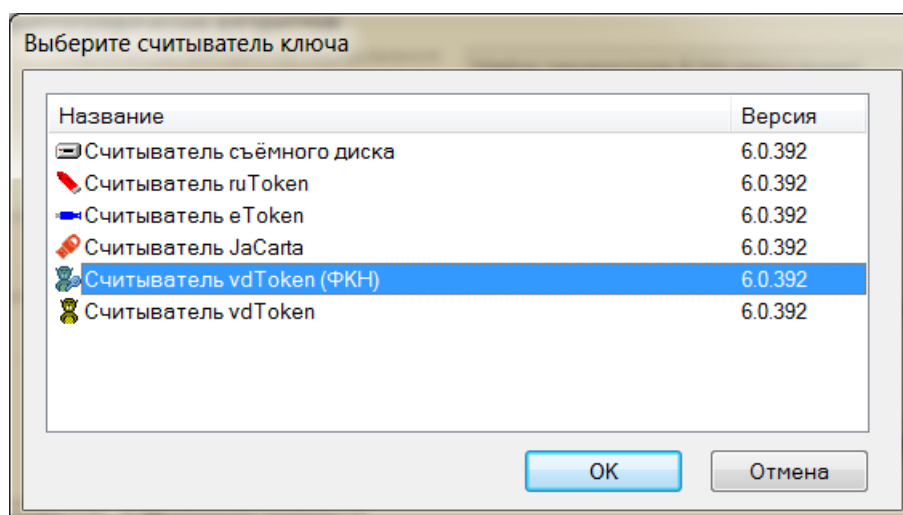 Выберите считыватель ключа
Название Версия
Считыватель съёмного диска 6.0.392
Считыватель ruToken 6.0.392
Считыватель eToken 6.0.392
Считыватель JaCarta 6.0.392
Считыватель vdToken (ФКН) 6.0.392
Считыватель vdToken 6.0.392
OK Отмена